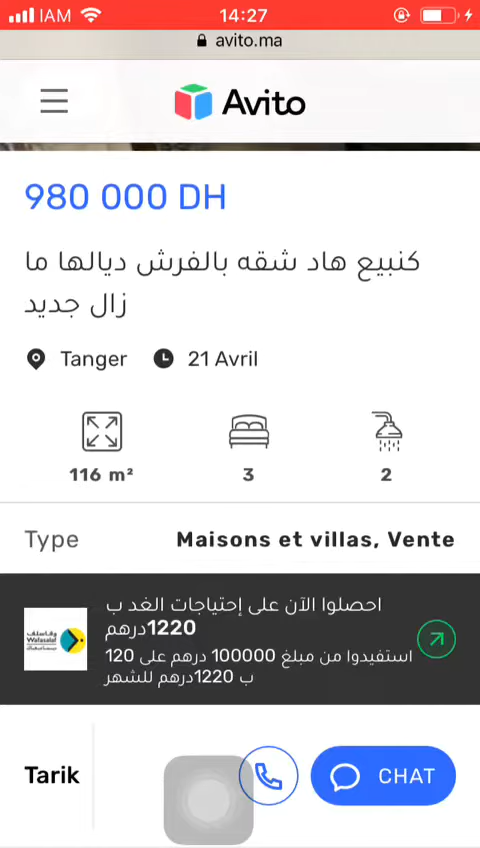 IAM 14:27
avito.ma
Avito
980 000 DH
كنبيع هاد شقه بالفرش ديالها ما
زال جديد
Tanger 21 Avril
116 m² 3 2
Type Maisons et villas, Vente
احصلوا الآن على إحتياجات الغد ب
1220درهم
استفيدوا من مبلغ 100000 درهم على 120
ب 1220درهم للشهر
وفاسلف
Wafasalaf
Tarik CHAT